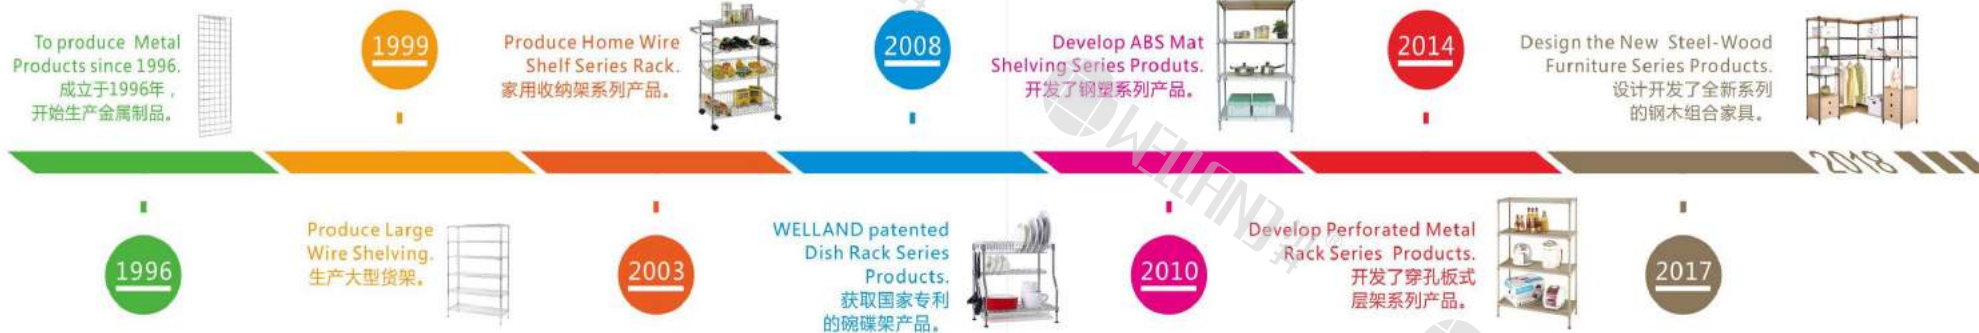 To produce Metal
Products since 1996.
成立于1996年，
开始生产金属制品。
1996
1999
Produce Large
Wire Shelving.
生产大型货架。
Produce Home Wire
Shelf Series Rack.
家用收纳架系列产品。
2003
2008
WELLAND patented
Dish Rack Series
Products.
获取国家专利
的碗碟架产品。
Develop ABS Mat
Shelving Series Produts.
开发了钢塑系列产品。
2010
2014
Develop Perforated Metal
Rack Series Products.
开发了穿孔板式
层架系列产品。
Design the New Steel-Wood
Furniture Series Products.
设计开发了全新系列
的钢木组合家具。
2017
2018
WELLAND